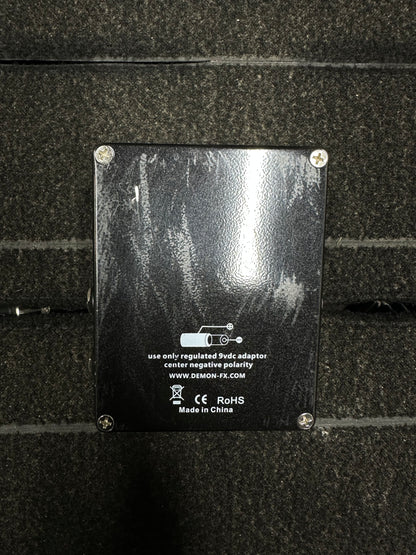 use only regulated 9vdc adaptor
center negative polarity
WWW.DEMON-FX.COM
CE RoHS
Made in China